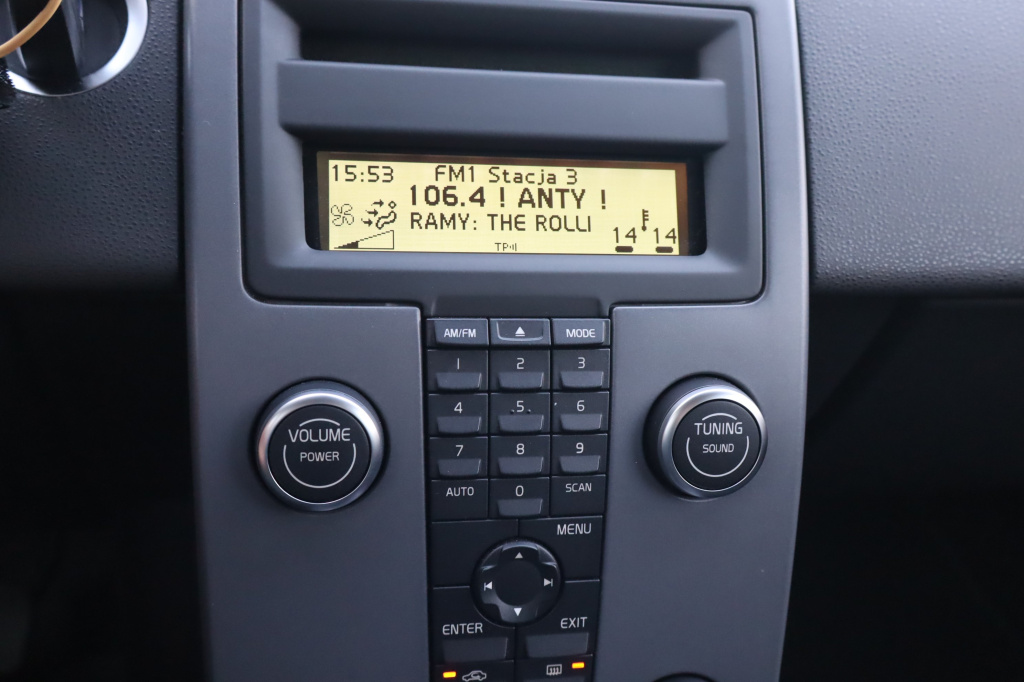 15:53 FM1 Stacja 3
106.4 ! ANTY !
RAMY: THE ROLLI
14 14
TP
AM/FM MODE
1 2 3
4 5 6
7 8 9
AUTO 0 SCAN
VOLUME
POWER
TUNING
SOUND
MENU
ENTER EXIT